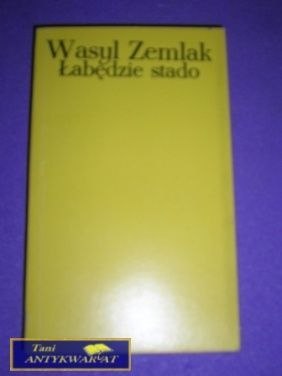 Wasyl Zemlak
Łabędzie stado
Tani
ANTYKWARIAT